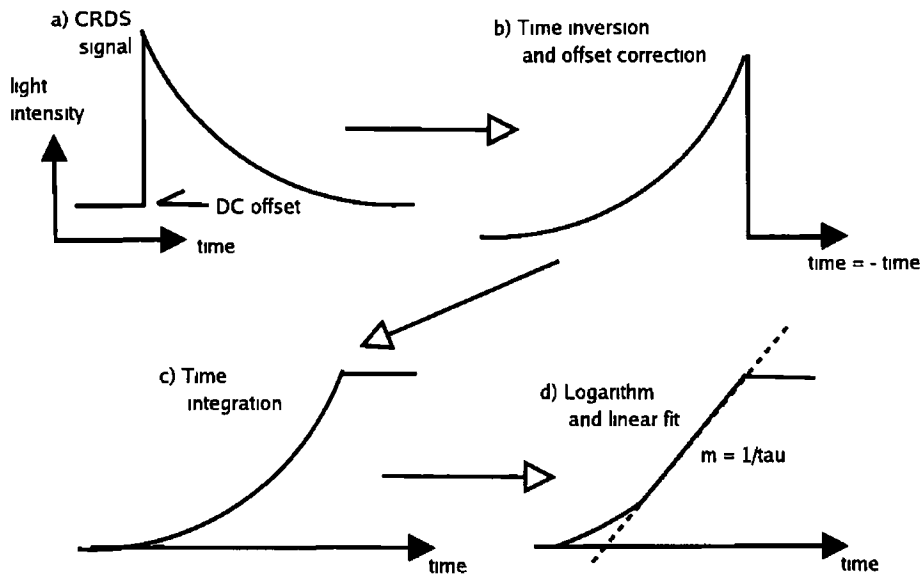 a) CRDS
signal
light
intensity
DC offset
time
b) Time inversion
and offset correction
time = - time
c) Time
integration
time
d) Logarithm
and linear fit
m = 1/tau
time